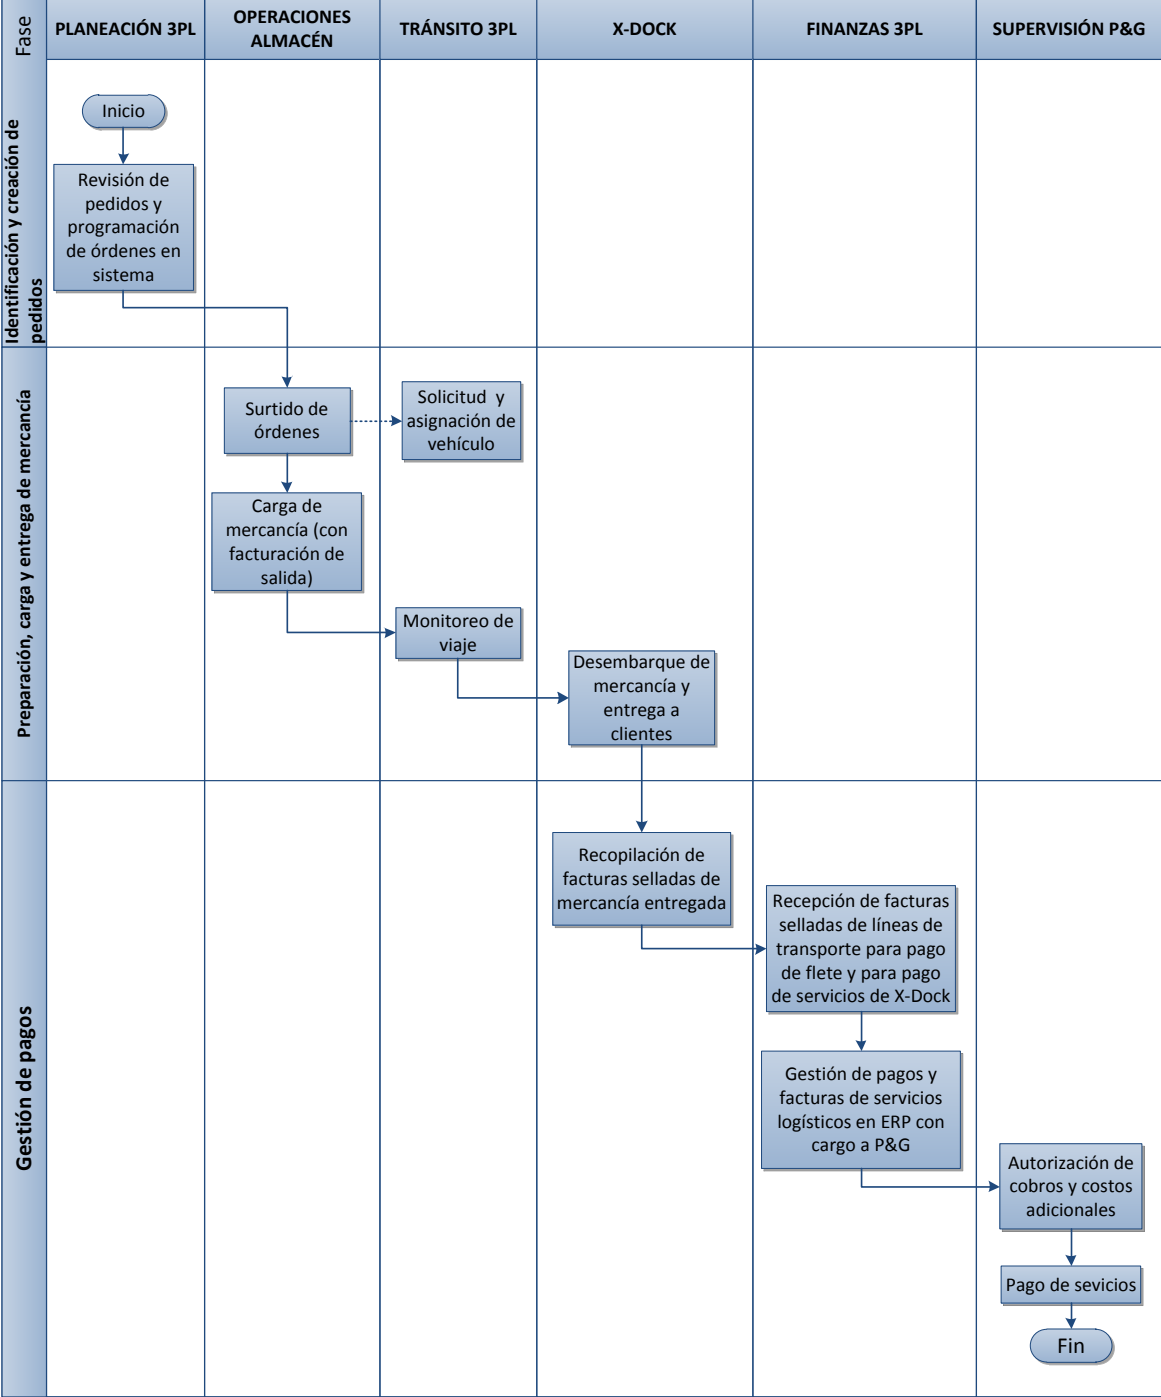 Fase
PLANEACIÓN 3PL
OPERACIONES
ALMACÉN
TRÁNSITO 3PL
X-DOCK
FINANZAS 3PL
SUPERVISIÓN P&G
Identificación y creación de
pedidos
Inicio
Revisión de
pedidos y
programación
de órdenes en
sistema
Preparación, carga y entrega de mercancía
Surtido de
órdenes
Solicitud y
asignación de
vehículo
Carga de
mercancía (con
facturación de
salida)
Monitoreo de
viaje
Desembarque de
mercancía y
entrega a
clientes
Gestión de pagos
Recopilación de
facturas selladas de
mercancía entregada
Recepción de facturas
selladas de líneas de
transporte para pago
de flete y para pago
de servicios de X-Dock
Gestión de pagos y
facturas de servicios
logísticos en ERP con
cargo a P&G
Autorización de
cobros y costos
adicionales
Pago de sevicios
Fin